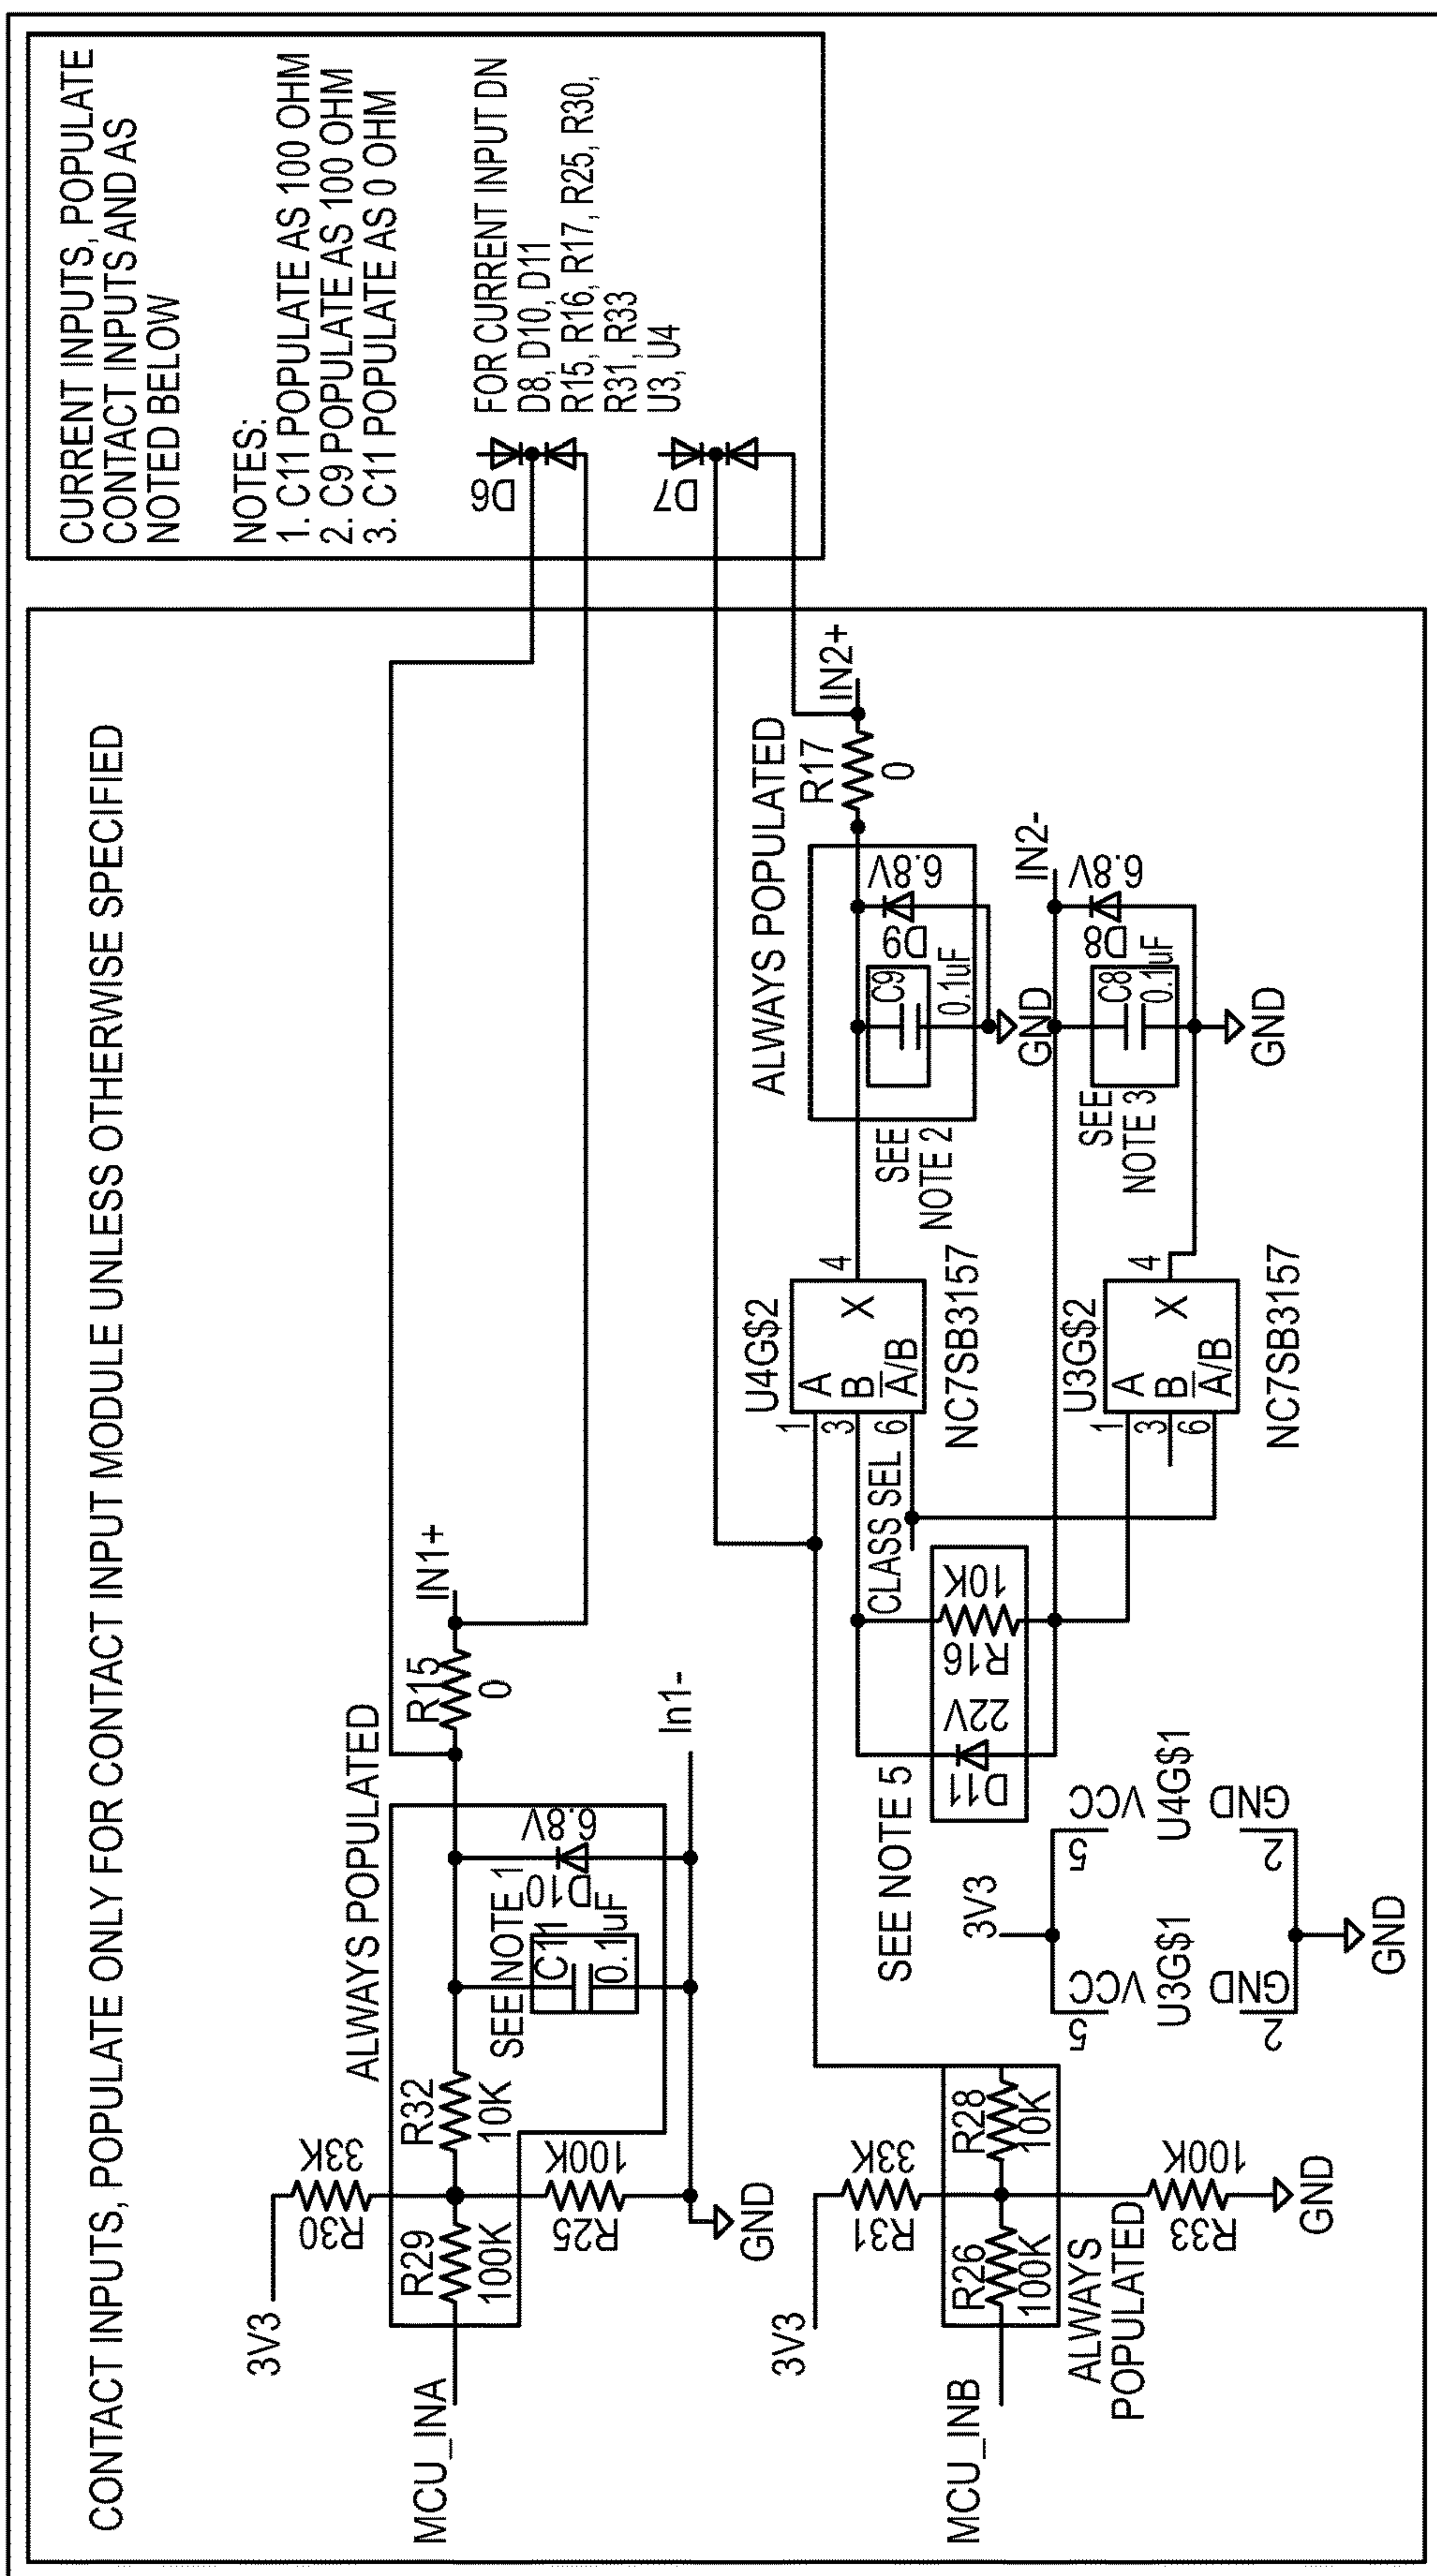 CONTACT INPUTS, POPULATE ONLY FOR CONTACT INPUT MODULE UNLESS OTHERWISE SPECIFIED
3V3
R30
33K
ALWAYS POPULATED
MCU_INA
R29
100K
R32
10K
R15
0
IN1+
SEE NOTE 1
C11
0.1uF
D10
6.8V
R25
100K
In1-
GND
3V3
R31
33K
MCU_INB
R26
100K
R28
10K
ALWAYS
POPULATED
R33
100K
GND
SEE NOTE 5
D11
22V
R16
10K
CLASS SEL
3V3
5
VCC
U3G$1
GND
2
5
VCC
U4G$1
GND
2
GND
U4G$2
1
A
3
B
6
A/B
X
4
NC7SB3157
U3G$2
1
A
3
B
6
A/B
X
4
NC7SB3157
ALWAYS POPULATED
SEE
NOTE 2
C9
0.1uF
D9
6.8V
GND
R17
0
IN2+
SEE
NOTE 3
C8
0.1uF
D8
6.8V
IN2-
GND
CURRENT INPUTS, POPULATE
CONTACT INPUTS AND AS
NOTED BELOW
NOTES:
1. C11 POPULATE AS 100 OHM
2. C9 POPULATE AS 100 OHM
3. C11 POPULATE AS 0 OHM
D6
D7
FOR CURRENT INPUT DN
D8, D10, D11
R15, R16, R17, R25, R30,
R31, R33
U3, U4